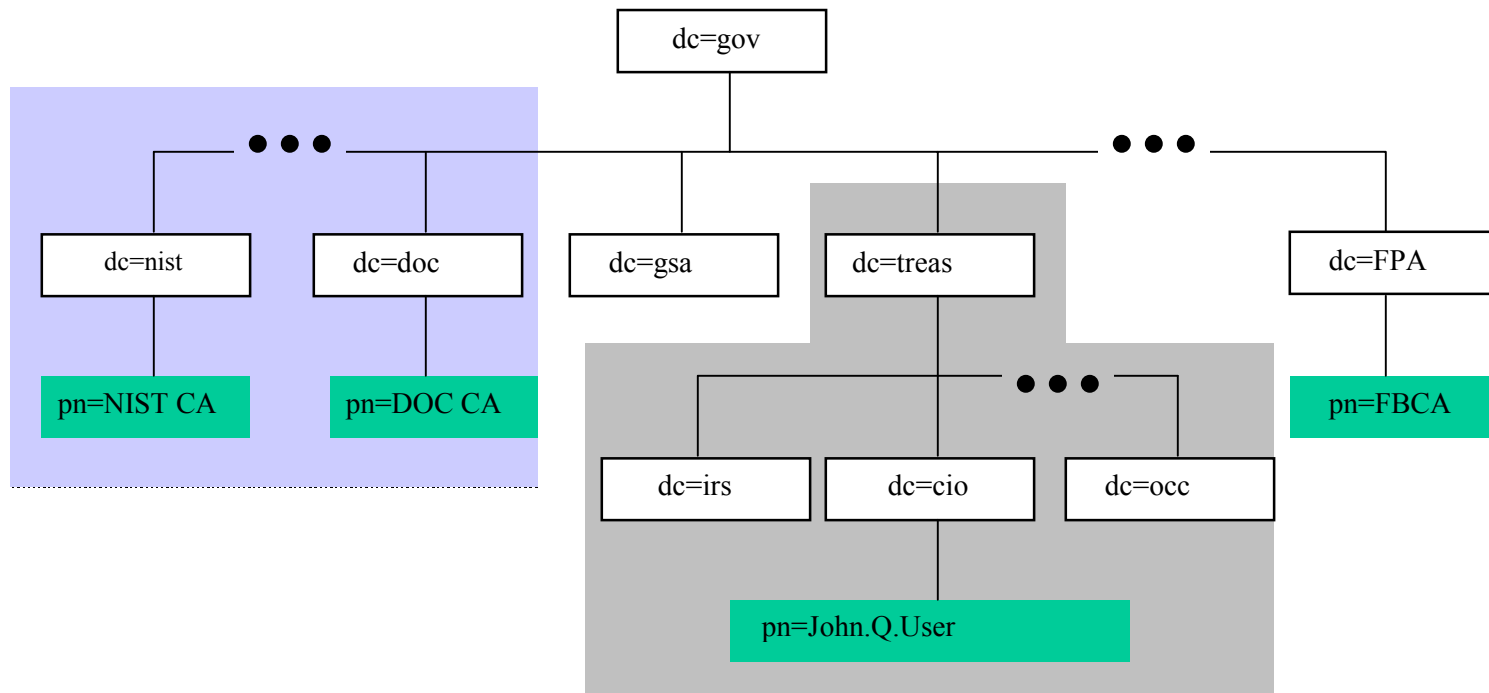 dc=gov
dc=nist
dc=doc
dc=gsa
dc=treas
dc=FPA
pn=NIST CA
pn=DOC CA
pn=FBCA
dc=irs
dc=cio
dc=occ
pn=John.Q.User